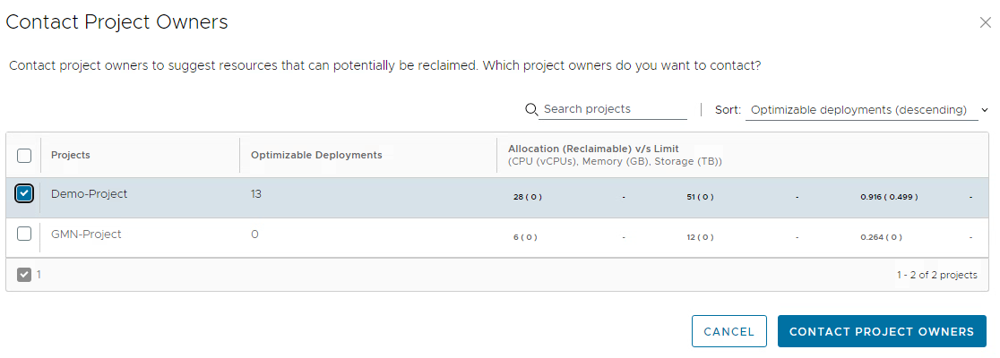 Contact Project Owners
Contact project owners to suggest resources that can potentially be reclaimed. Which project owners do you want to contact?
Search projects
Sort: Optimizable deployments (descending)
Projects Optimizable Deployments Allocation (Reclaimable) v/s Limit
(CPU (vCPUs), Memory (GB), Storage (TB))
Demo-Project 13 28 ( 0 ) - 51 ( 0 ) - 0.916 ( 0.499 ) -
GMN-Project 0 6 ( 0 ) - 12 ( 0 ) - 0.264 ( 0 ) -
1 1 - 2 of 2 projects
CANCEL CONTACT PROJECT OWNERS